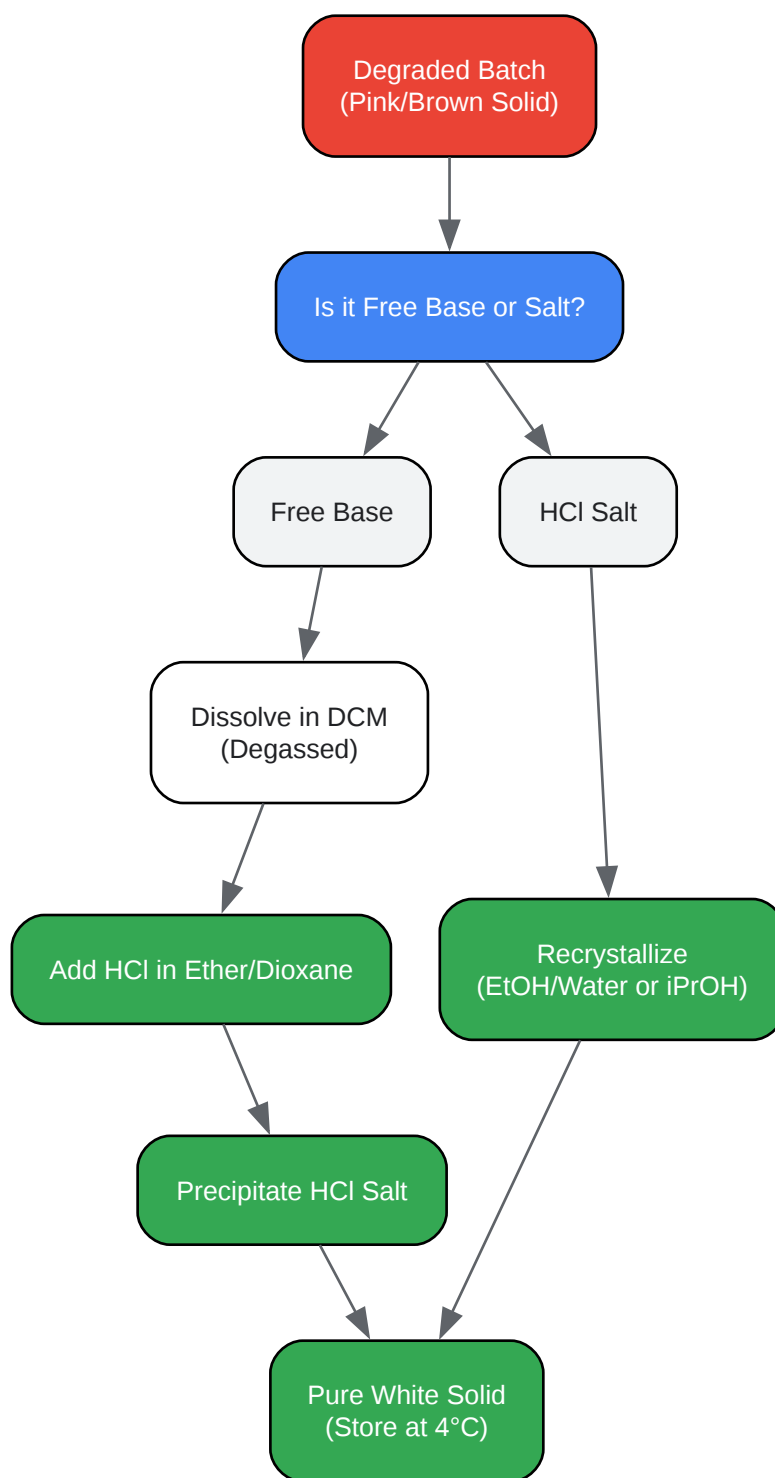 Degraded Batch
(Pink/Brown Solid)
Is it Free Base or Salt?
Free Base
HCl Salt
Dissolve in DCM
(Degassed)
Add HCl in Ether/Dioxane
Recrystallize
(EtOH/Water or iPrOH)
Precipitate HCl Salt
Pure White Solid
(Store at 4°C)